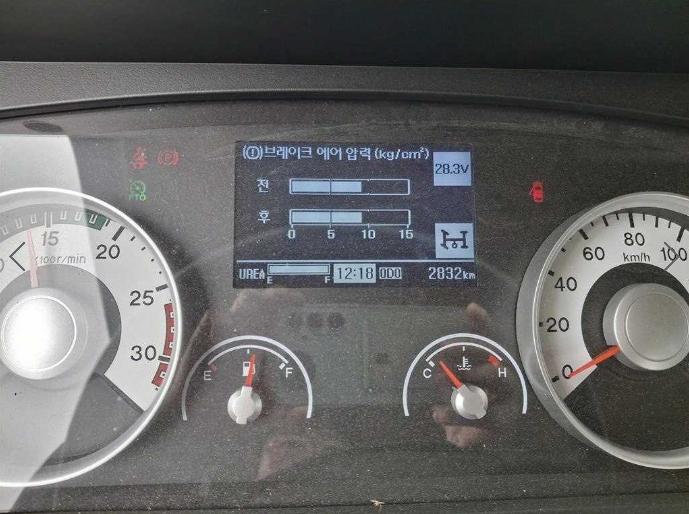 (!)브레이크 에어 압력 (kg/cm²)
28.3V
전
후
0 5 10 15
UREA E F 12:18 ODO 2832km
PTO
15 20 25 30
x100r/min
E F
C H
0 20 40 60 80 100
km/h